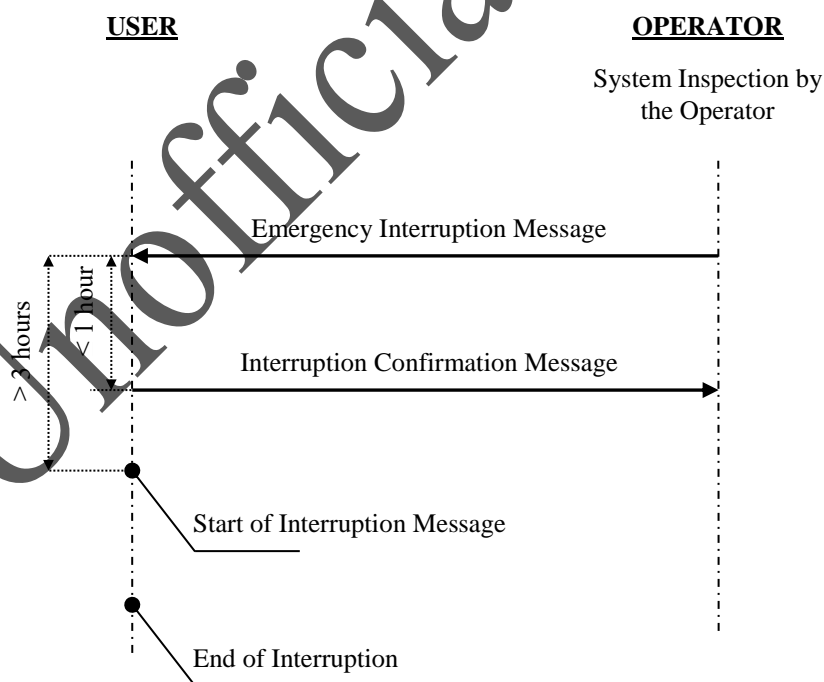 USER
OPERATOR
System Inspection by
the Operator
Emergency Interruption Message
> 3 hours
< 1 hour
Interruption Confirmation Message
Start of Interruption Message
End of Interruption
Unofficia